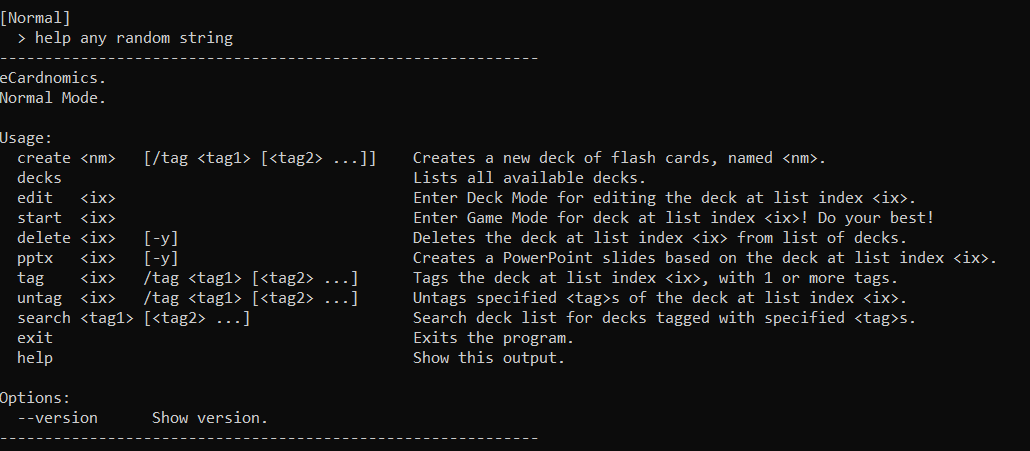 [Normal]
  > help any random string
------------------------------------------------------------
eCardnomics.
Normal Mode.

Usage:
  create <nm>   [/tag <tag1> [<tag2> ...]]    Creates a new deck of flash cards, named <nm>.
  decks                                       Lists all available decks.
  edit   <ix>                                 Enter Deck Mode for editing the deck at list index <ix>.
  start  <ix>                                 Enter Game Mode for deck at list index <ix>! Do your best!
  delete <ix>   [-y]                          Deletes the deck at list index <ix> from list of decks.
  pptx   <ix>   [-y]                          Creates a PowerPoint slides based on the deck at list index <ix>.
  tag    <ix>   /tag <tag1> [<tag2> ...]      Tags the deck at list index <ix>, with 1 or more tags.
  untag  <ix>   /tag <tag1> [<tag2> ...]      Untags specified <tag>s of the deck at list index <ix>.
  search <tag1> [<tag2> ...]                  Search deck list for decks tagged with specified <tag>s.
  exit                                        Exits the program.
  help                                        Show this output.

Options:
  --version      Show version.
------------------------------------------------------------